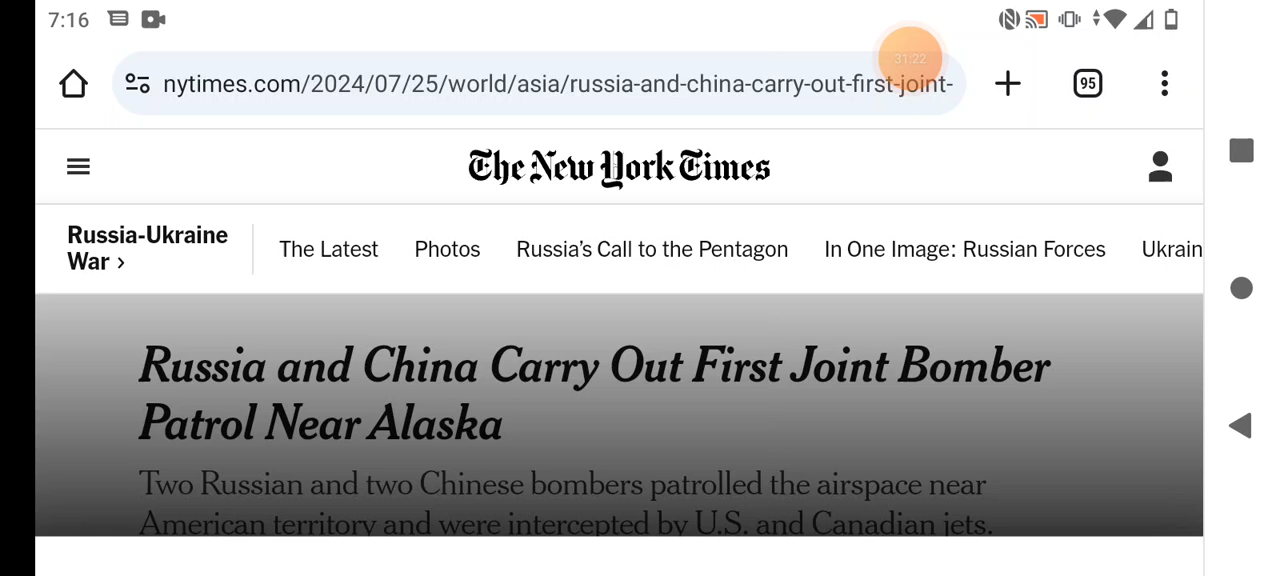 7:16
31:22
nytimes.com/2024/07/25/world/asia/russia-and-china-carry-out-first-joint-
95
The New York Times
Russia-Ukraine
War ›
The Latest
Photos
Russia's Call to the Pentagon
In One Image: Russian Forces
Ukrain
Russia and China Carry Out First Joint Bomber
Patrol Near Alaska
Two Russian and two Chinese bombers patrolled the airspace near
American territory and were intercepted by U.S. and Canadian jets.